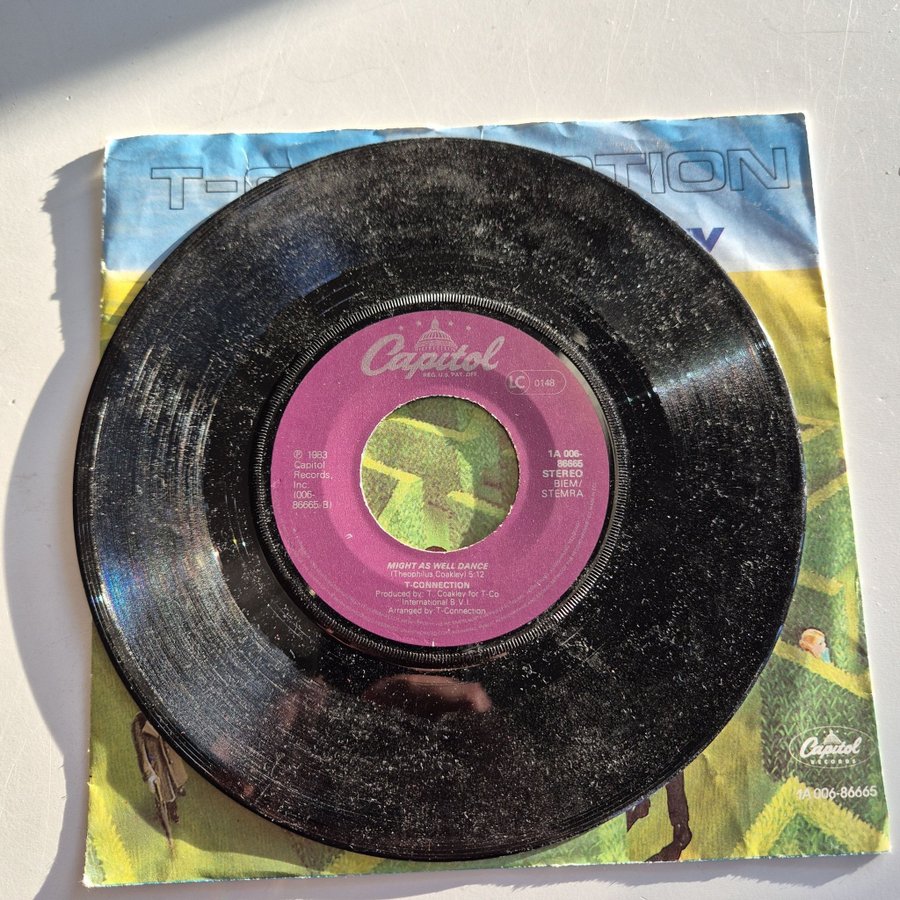 T-
TION
Y
Capitol
REG. U.S. PAT. OFF.
LC 0148
℗ 1983
Capitol
Records,
Inc.
(006-
86665/B)
1A 006-
86665
STEREO
BIEM/
STEMRA
MIGHT AS WELL DANCE
(Theophilus Coakley) 5:12
T-CONNECTION
Produced by: T. Coakley for T-Co
International B.V.I.
Arranged by: T-Connection
Capitol
RECORDS
1A 006-86665